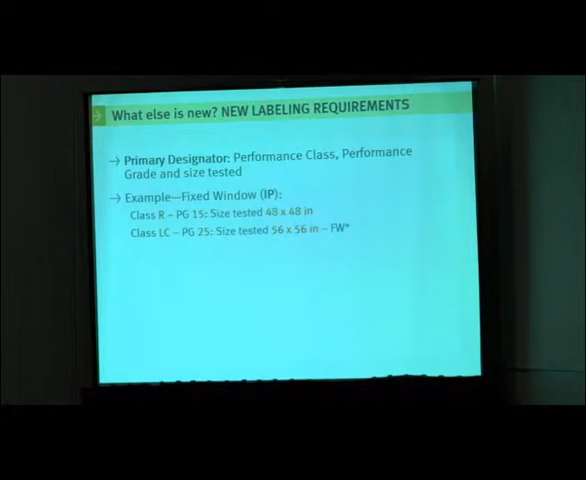 What else is new? NEW LABELING REQUIREMENTS
→ Primary Designator: Performance Class, Performance
Grade and size tested
→ Example—Fixed Window (IP):
Class R – PG 15: Size tested 48 x 48 in
Class LC – PG 25: Size tested 56 x 56 in – FW*